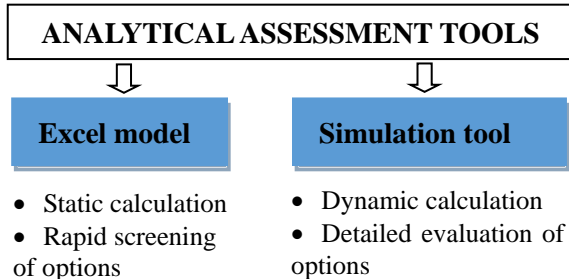 ANALYTICAL ASSESSMENT TOOLS
Excel model
• Static calculation
• Rapid screening
of options
Simulation tool
• Dynamic calculation
• Detailed evaluation of
options